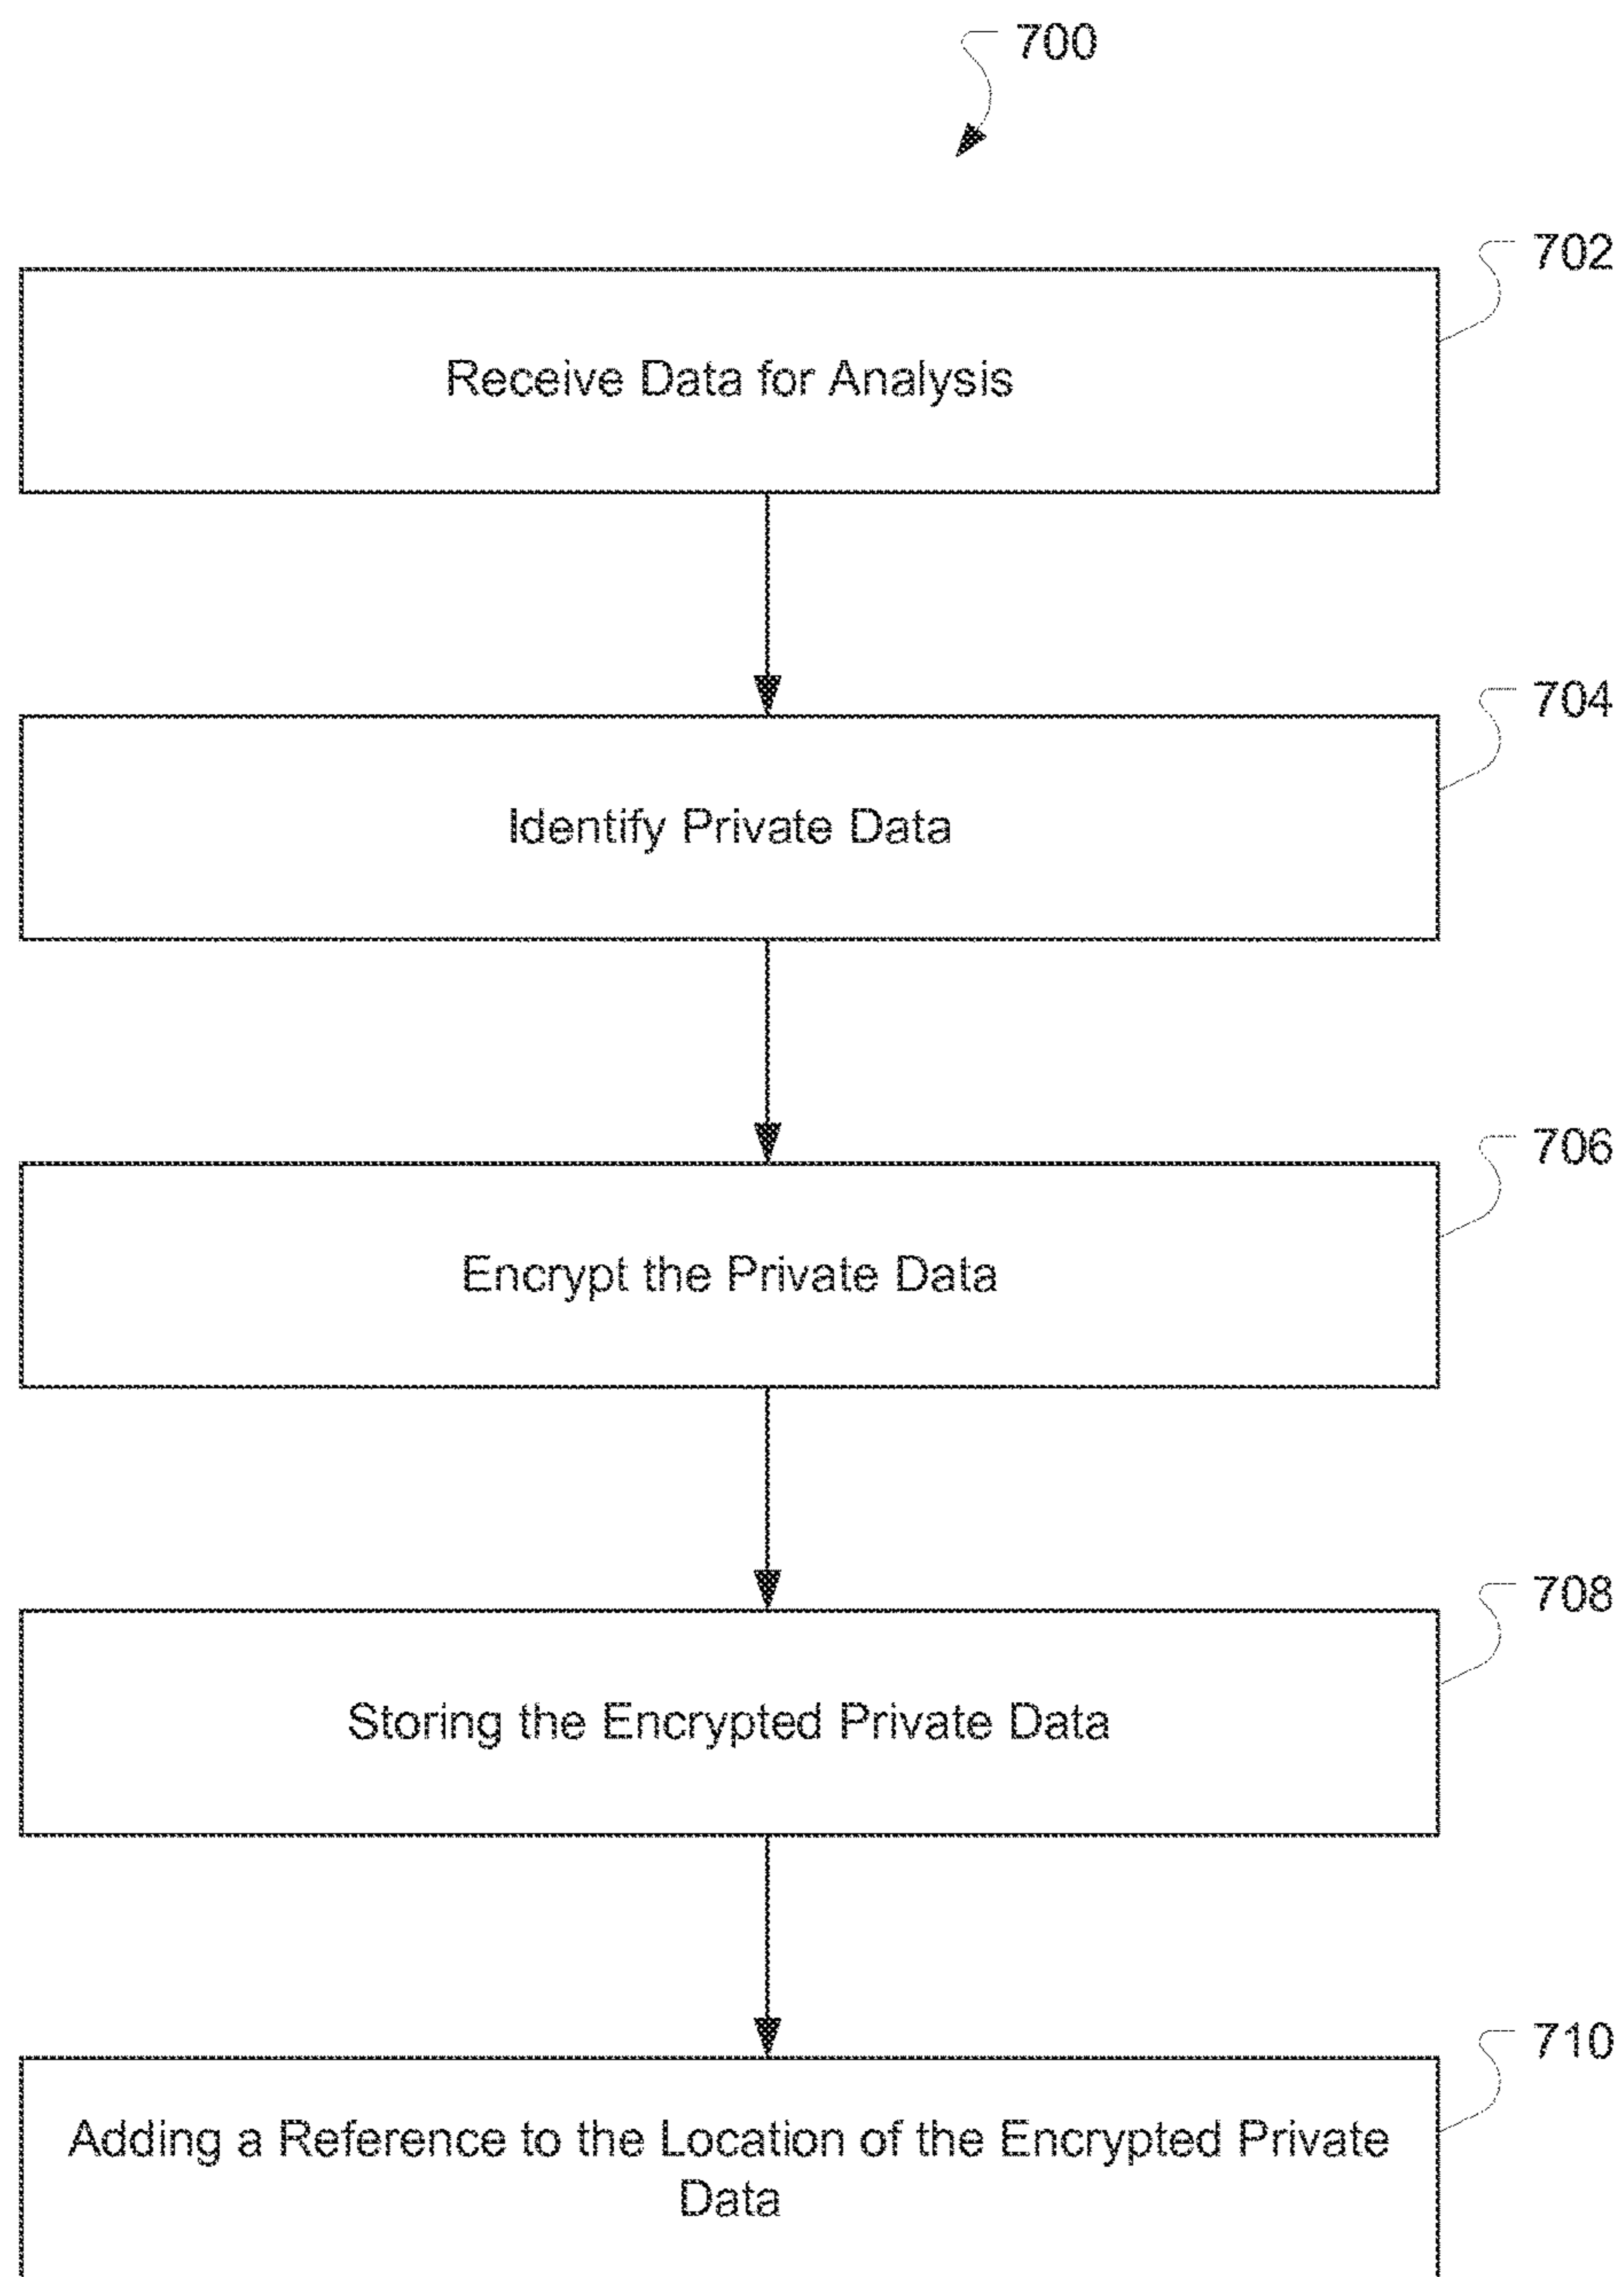 700
702
Receive Data for Analysis
704
Identify Private Data
706
Encrypt the Private Data
708
Storing the Encrypted Private Data
710
Adding a Reference to the Location of the Encrypted Private
Data